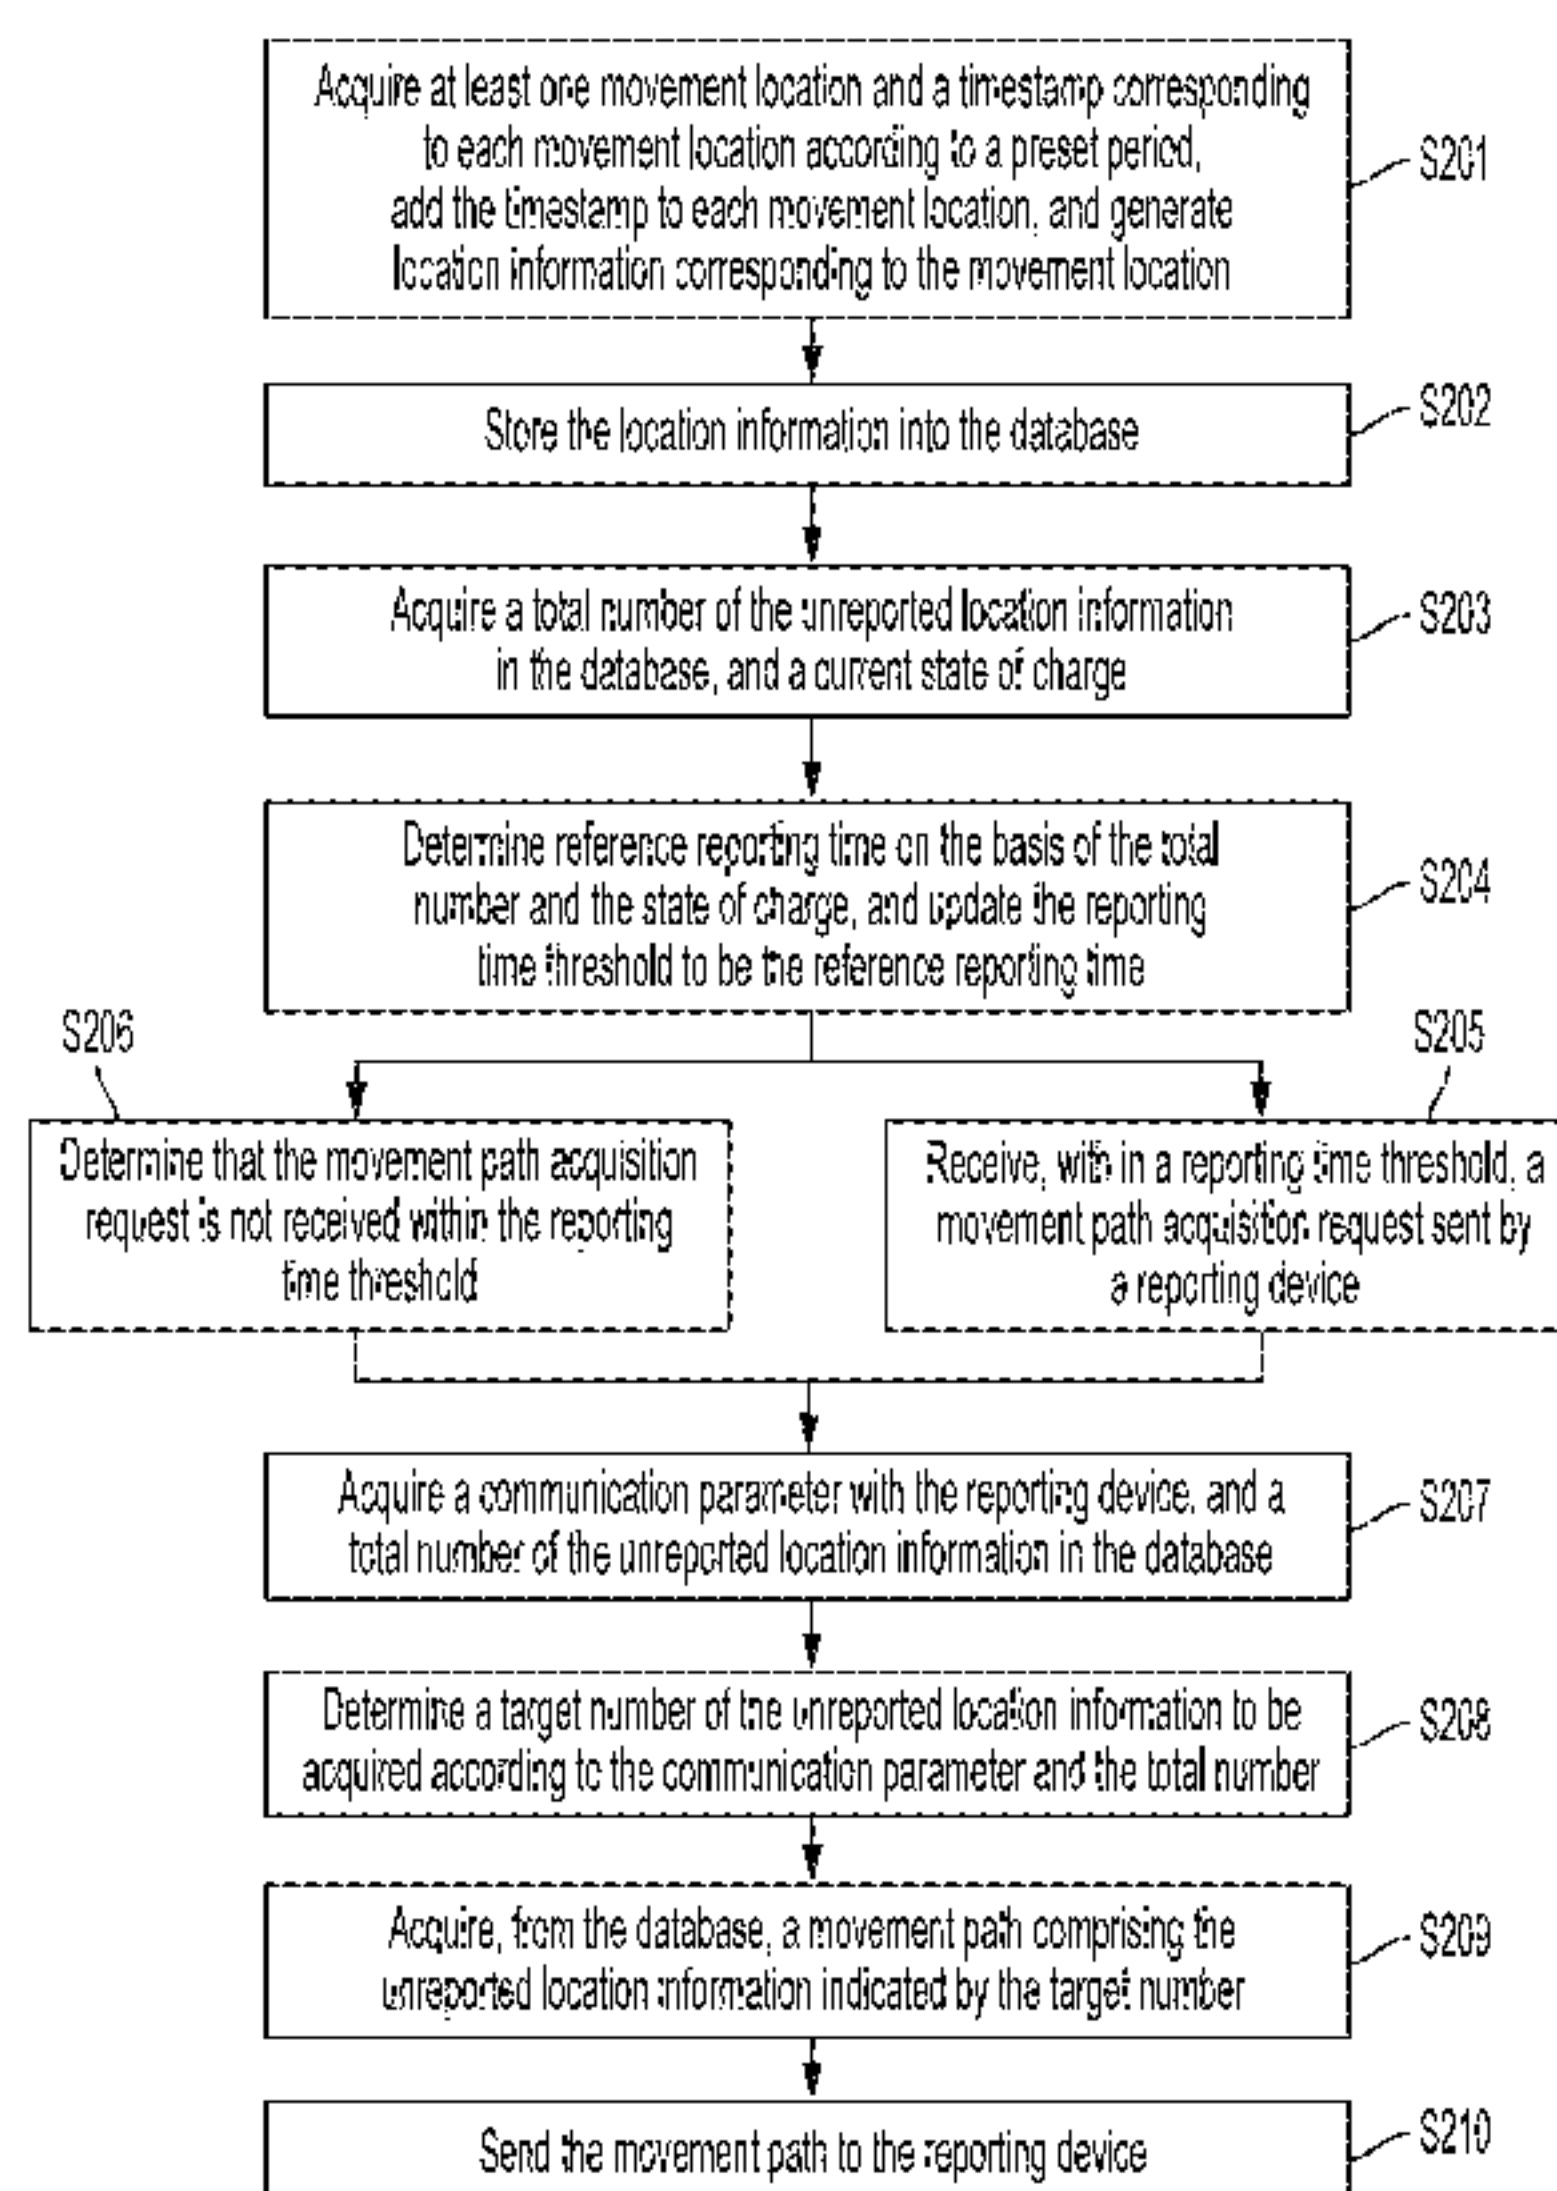 Acquire at least one movement location and a timestamp corresponding
to each movement location according to a preset period,
add the timestamp to each movement location, and generate
location information corresponding to the movement location
S201
Store the location information into the database
S202
Acquire a total number of the unreported location information
in the database, and a current state of charge
S203
Determine reference reporting time on the basis of the total
number and the state of charge, and update the reporting
time threshold to be the reference reporting time
S204
S206
S205
Determine that the movement path acquisition
request is not received within the reporting
time threshold
Receive, with in a reporting time threshold, a
movement path acquisition request sent by
a reporting device
Acquire a communication parameter with the reporting device, and a
total number of the unreported location information in the database
S207
Determine a target number of the unreported location information to be
acquired according to the communication parameter and the total number
S208
Acquire, from the database, a movement path comprising the
unreported location information indicated by the target number
S209
Send the movement path to the reporting device
S210